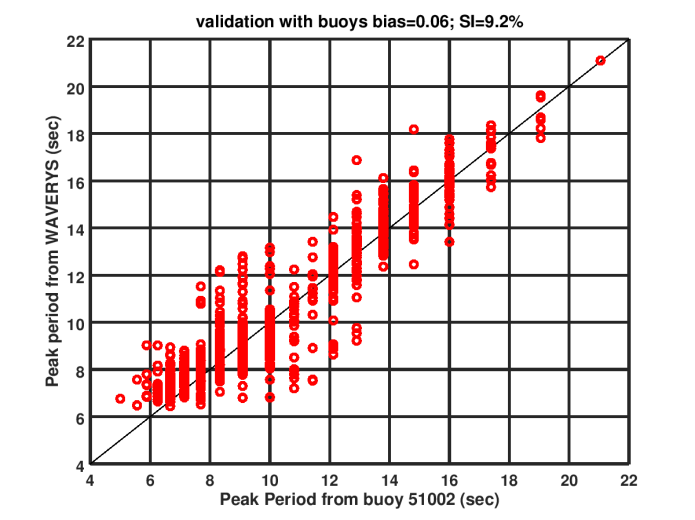 validation with buoys bias=0.06; SI=9.2%
22
20
18
16
14
12
10
8
6
4
Peak period from WAVERYS (sec)
4 6 8 10 12 14 16 18 20 22
Peak Period from buoy 51002 (sec)